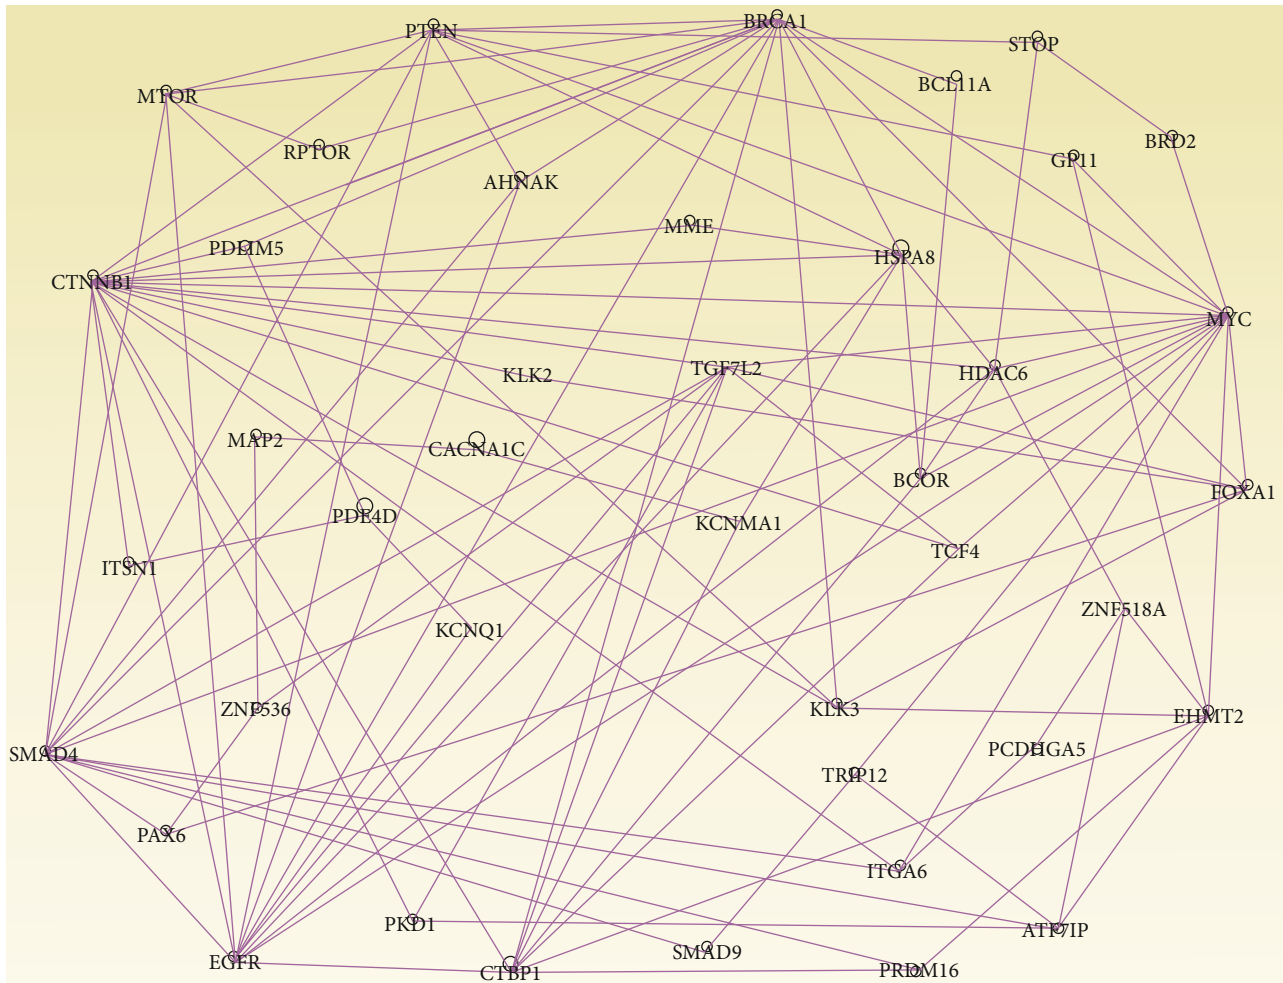 BRCA1
PTEN
STOP
BCL11A
MTOR
BRD2
RPTOR
GP11
AHNAK
MME
PDLIM5
HSPA8
CTNNB1
MYC
TGF7L2
HDAC6
KLK2
MAP2
CACNA1C
BCOR
FOXA1
PDE4D
KCNMA1
TCF4
ITSN1
ZNF518A
KCNQ1
ZNF536
KLK3
EHMT2
SMAD4
PCDHGA5
TRIP12
PAX6
ITGA6
PKD1
ATF7IP
SMAD9
EGFR
PRDM16
CTBP1